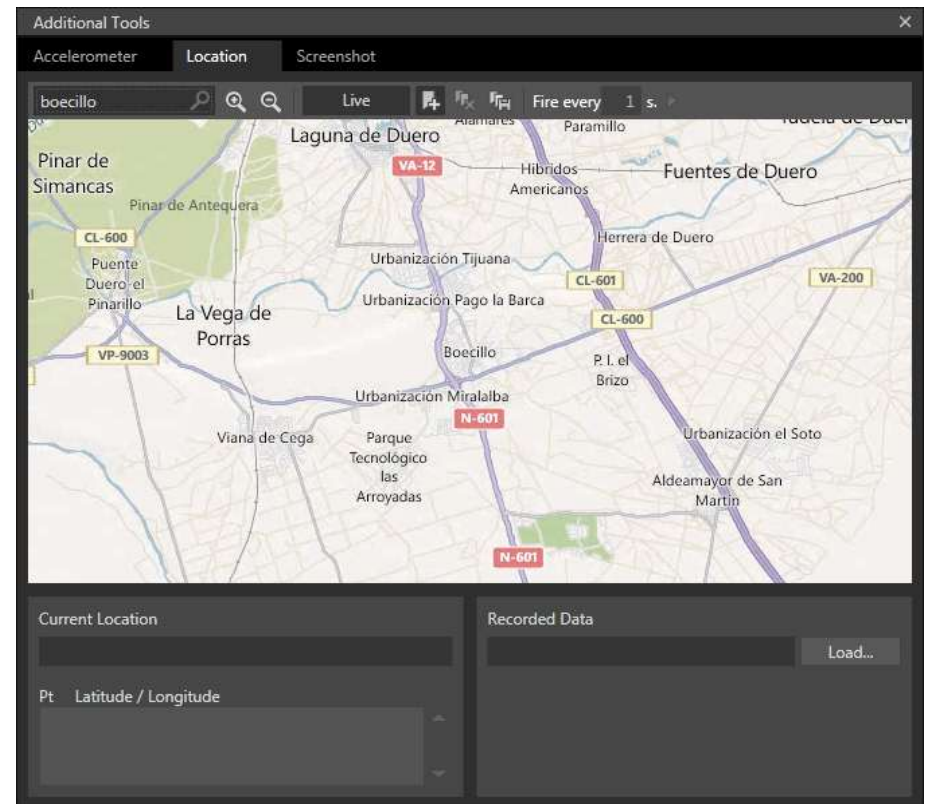 Additional Tools
Accelerometer Location Screenshot
boecillo Live Fire every 1 s.
Laguna de Duero
Paramillo
VA-12
Pinar de
Simancas
Hibridos
Americanos
Fuentes de Duero
Pinar de Antequera
CL-600
Herrera de Duero
Puente
Duero-el
Pinarillo
Urbanización Tijuana
CL-601
VA-200
Urbanización Pago la Barca
La Vega de
Porras
CL-600
VP-9003
Boecillo
P. I. el
Brizo
Urbanización Miralalba
N-601
Viana de Cega
Parque
Tecnológico
las
Arroyadas
Urbanización el Soto
Aldeamayor de San
Martin
N-601
Current Location
Recorded Data
Load...
Pt Latitude / Longitude